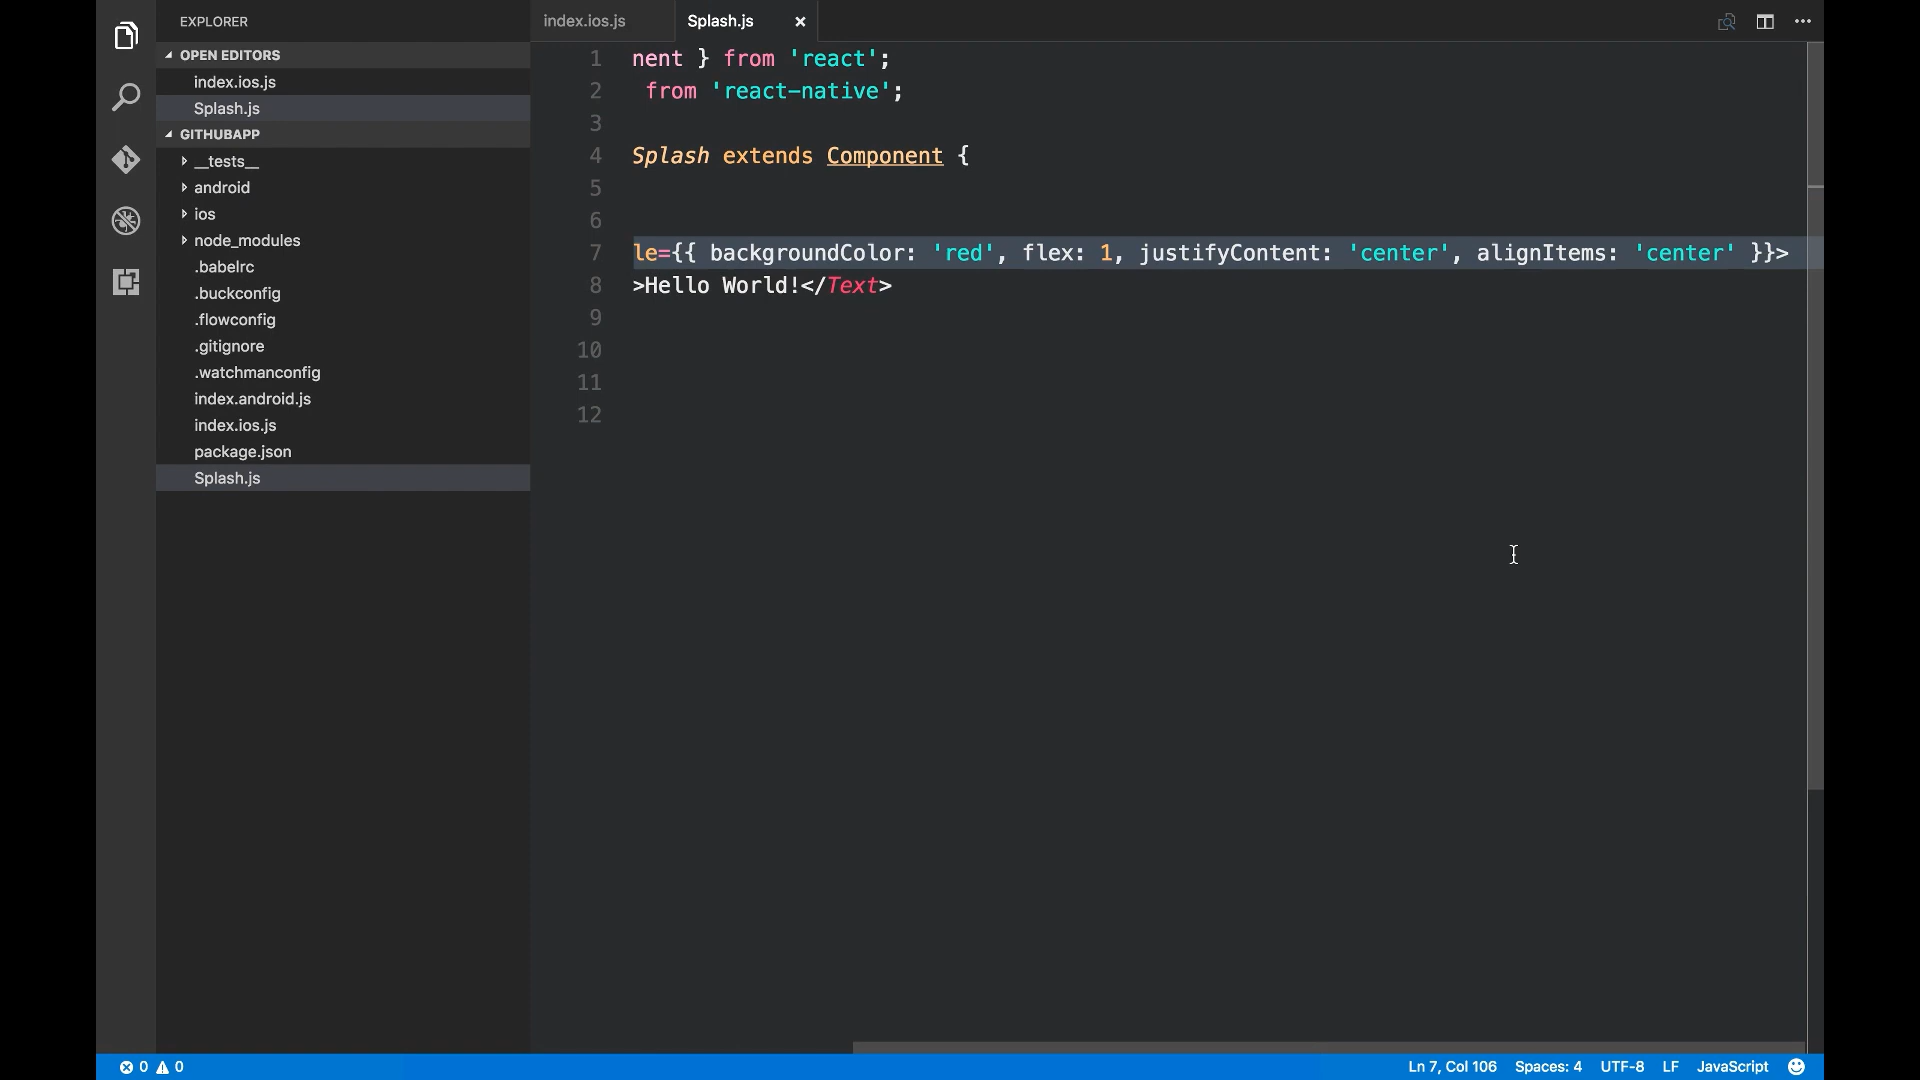 EXPLORER
OPEN EDITORS
index.ios.js
Splash.js
GITHUBAPP
__tests__
android
ios
node_modules
.babelrc
.buckconfig
.flowconfig
.gitignore
.watchmanconfig
index.android.js
index.ios.js
package.json
Splash.js
index.ios.js Splash.js
1 nent } from 'react';
2 from 'react-native';
3
4 Splash extends Component {
5
6
7 le={{ backgroundColor: 'red', flex: 1, justifyContent: 'center', alignItems: 'center' }}>
8 >Hello World!</Text>
9
10
11
12
0 0 Ln 7, Col 106 Spaces: 4 UTF-8 LF JavaScript